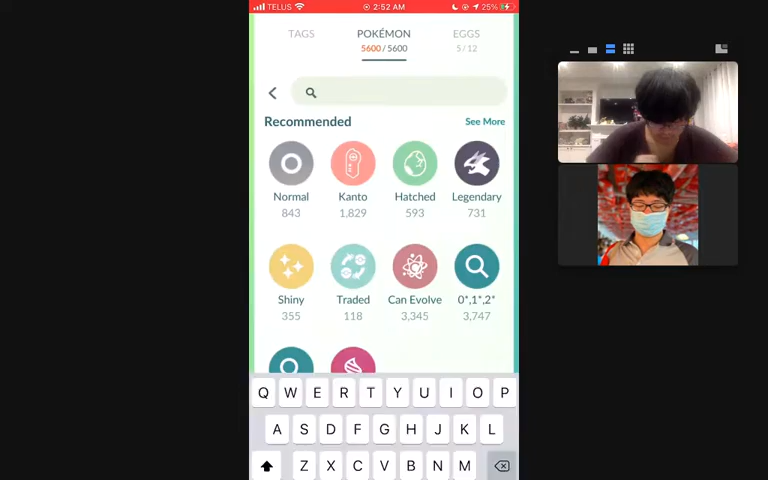 TELUS 2:52 AM 25%
TAGS POKÉMON EGGS
5600 / 5600 5 / 12
Recommended See More
Normal Kanto Hatched Legendary
843 1,829 593 731
Shiny Traded Can Evolve 0*,1*,2*
355 118 3,345 3,747
Q W E R T Y U I O P
A S D F G H J K L
Z X C V B N M